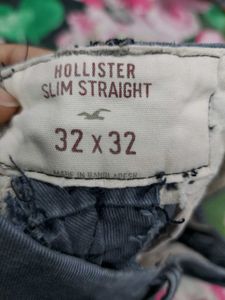 HOLLISTER
SLIM STRAIGHT
32 X 32
MADE IN BANGLADESH